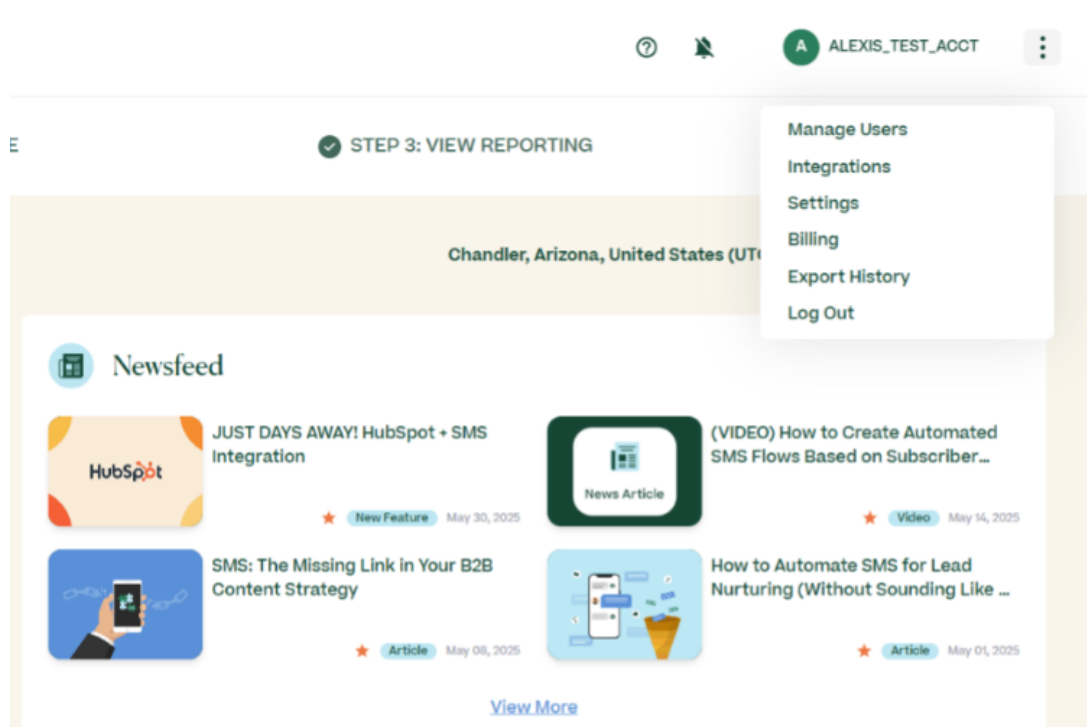 A ALEXIS_TEST_ACCT
E
STEP 3: VIEW REPORTING
Manage Users
Integrations
Settings
Billing
Export History
Log Out
Chandler, Arizona, United States (UTC
Newsfeed
HubSpot
JUST DAYS AWAY! HubSpot + SMS
Integration
New Feature May 30, 2025
News Article
(VIDEO) How to Create Automated
SMS Flows Based on Subscriber...
Video May 14, 2025
SMS: The Missing Link in Your B2B
Content Strategy
Article May 08, 2025
How to Automate SMS for Lead
Nurturing (Without Sounding Like ...
Article May 01, 2025
View More